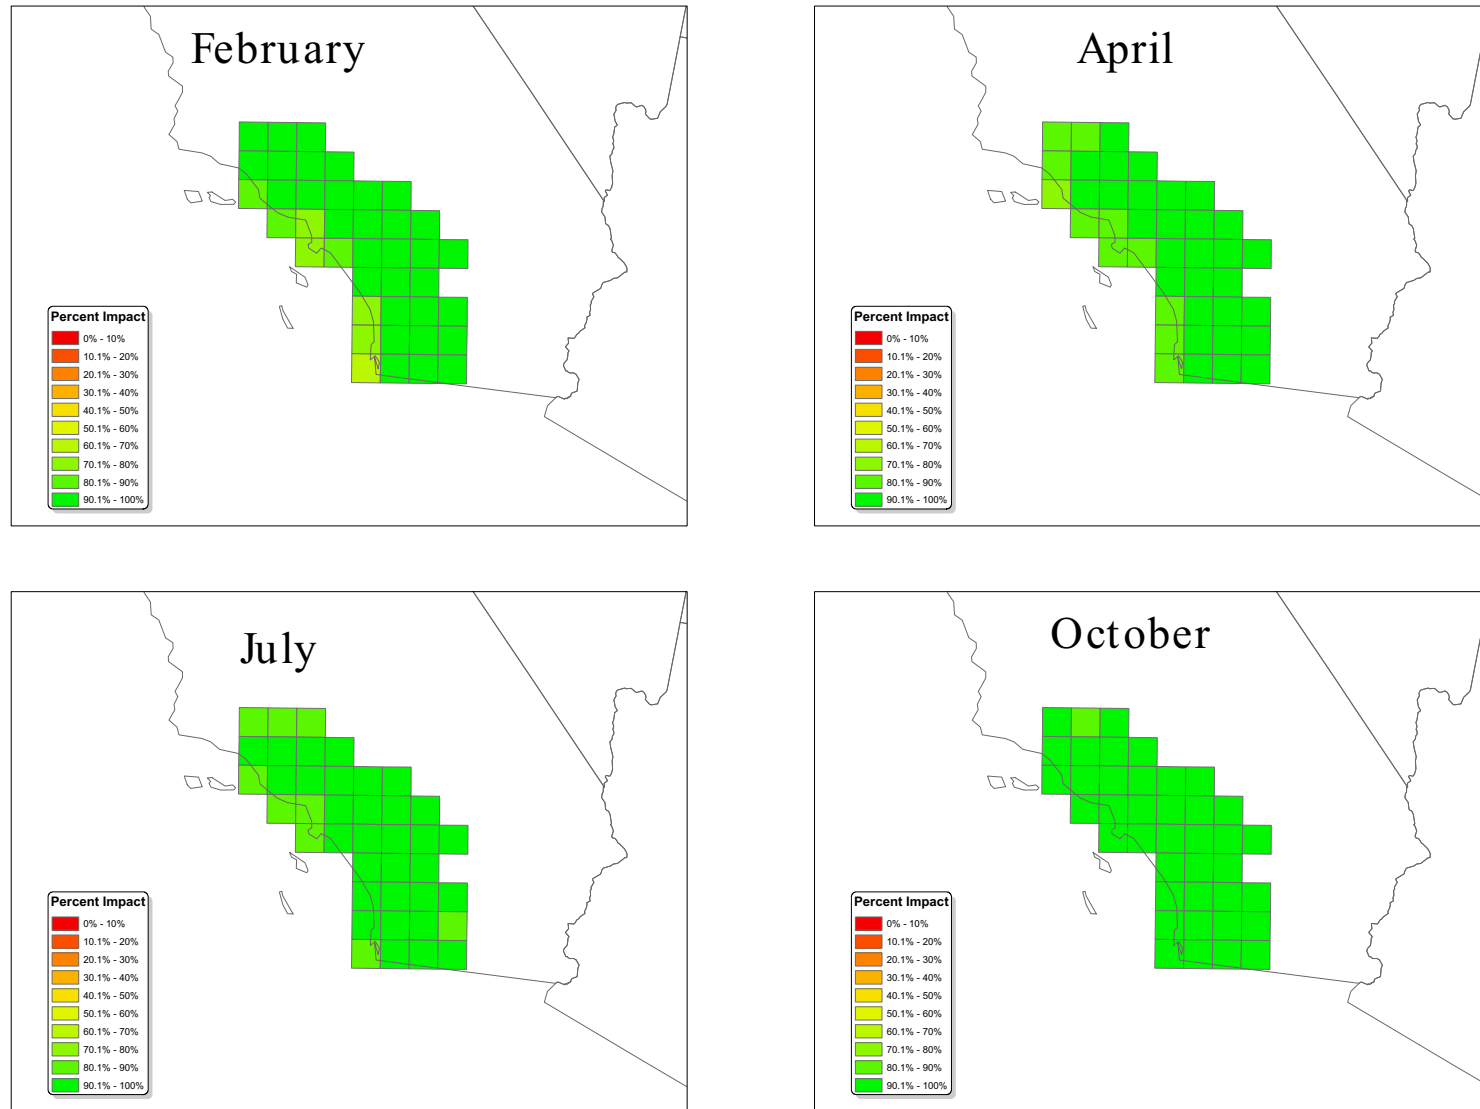 February
Percent Impact
0% - 10%
10.1% - 20%
20.1% - 30%
30.1% - 40%
40.1% - 50%
50.1% - 60%
60.1% - 70%
70.1% - 80%
80.1% - 90%
90.1% - 100%
April
Percent Impact
0% - 10%
10.1% - 20%
20.1% - 30%
30.1% - 40%
40.1% - 50%
50.1% - 60%
60.1% - 70%
70.1% - 80%
80.1% - 90%
90.1% - 100%
July
Percent Impact
0% - 10%
10.1% - 20%
20.1% - 30%
30.1% - 40%
40.1% - 50%
50.1% - 60%
60.1% - 70%
70.1% - 80%
80.1% - 90%
90.1% - 100%
October
Percent Impact
0% - 10%
10.1% - 20%
20.1% - 30%
30.1% - 40%
40.1% - 50%
50.1% - 60%
60.1% - 70%
70.1% - 80%
80.1% - 90%
90.1% - 100%